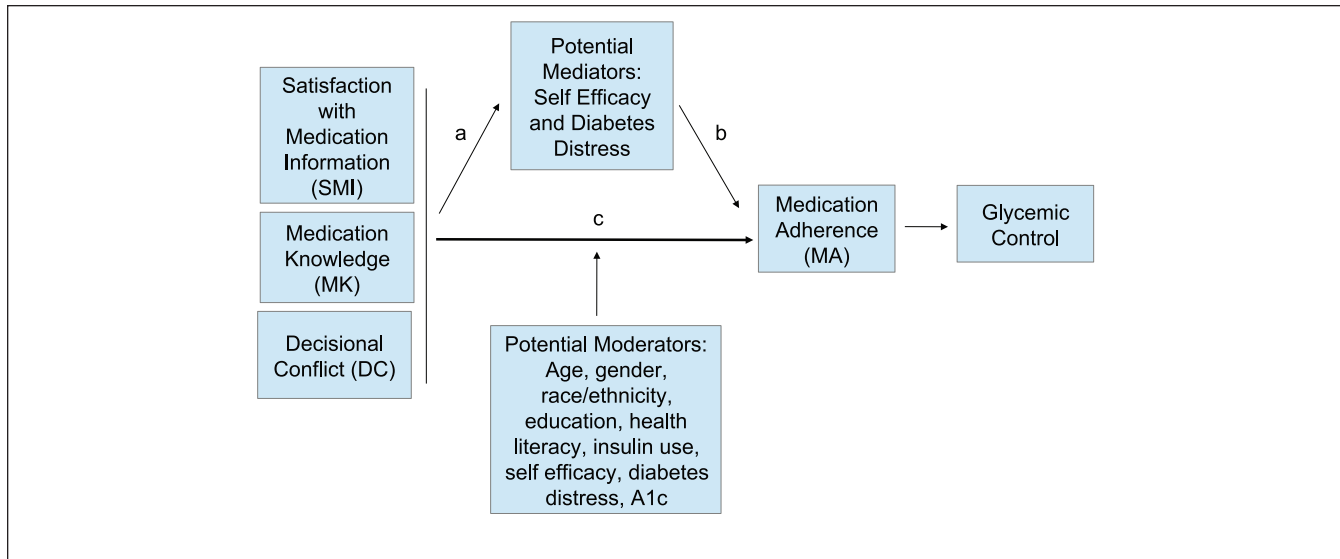 Satisfaction
with
Medication
Information
(SMI)
Medication
Knowledge
(MK)
Decisional
Conflict (DC)
a
Potential
Mediators:
Self Efficacy
and Diabetes
Distress
b
c
Potential Moderators:
Age, gender,
race/ethnicity,
education, health
literacy, insulin use,
self efficacy, diabetes
distress, A1c
Medication
Adherence
(MA)
Glycemic
Control